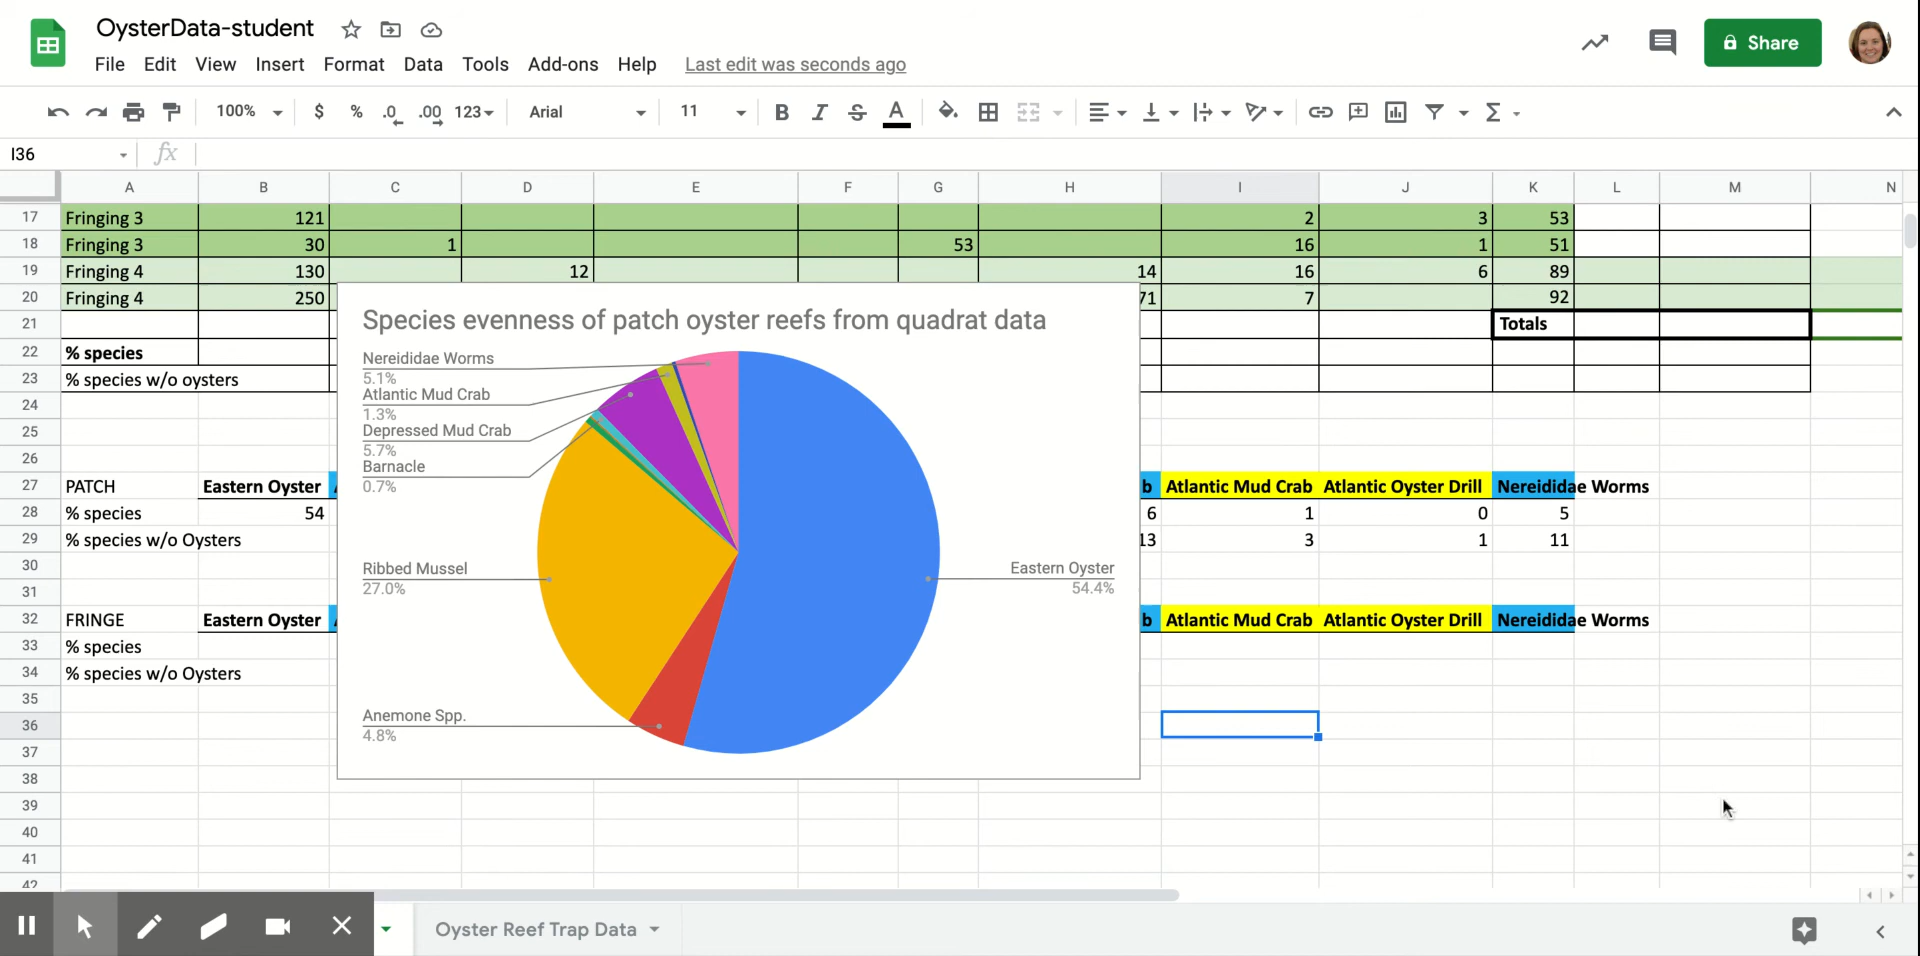 OysterData-student
Share
File Edit View Insert Format Data Tools Add-ons Help Last edit was seconds ago
100% $ % .0 .00 123 Arial 11 B I S A Σ
I36 fx
A B C D E F G H I J K L M N
17 Fringing 3 121 2 3 53
18 Fringing 3 30 1 53 16 1 51
19 Fringing 4 130 12 14 16 6 89
20 Fringing 4 250 71 7 92
21 Totals
22 % species
23 % species w/o oysters
24
25
26
27 PATCH Eastern Oyster b Atlantic Mud Crab Atlantic Oyster Drill Nereididae Worms
28 % species 54 6 1 0 5
29 % species w/o Oysters 13 3 1 11
30
31
32 FRINGE Eastern Oyster b Atlantic Mud Crab Atlantic Oyster Drill Nereididae Worms
33 % species
34 % species w/o Oysters
35
36
37
38
39
40
41
42
Species evenness of patch oyster reefs from quadrat data
Nereididae Worms
5.1%
Atlantic Mud Crab
1.3%
Depressed Mud Crab
5.7%
Barnacle
0.7%
Ribbed Mussel
27.0%
Eastern Oyster
54.4%
Anemone Spp.
4.8%
Oyster Reef Trap Data